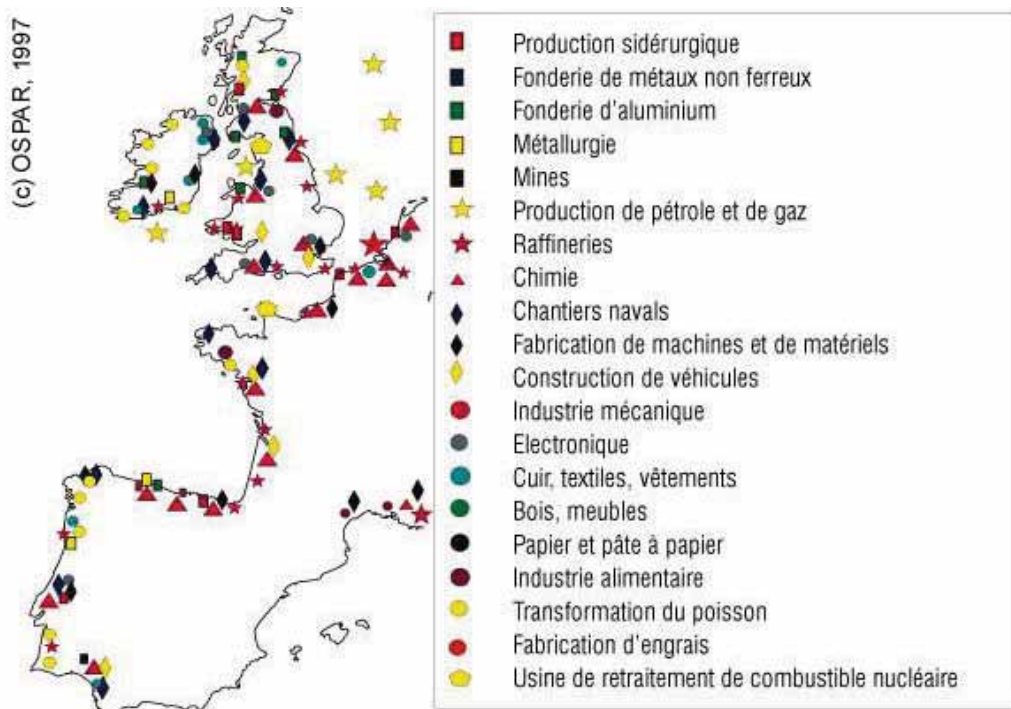 (c) OSPAR, 1997
Production sidérurgique
Fonderie de métaux non ferreux
Fonderie d'aluminium
Métallurgie
Mines
Production de pétrole et de gaz
Raffineries
Chimie
Chantiers navals
Fabrication de machines et de matériels
Construction de véhicules
Industrie mécanique
Electronique
Cuir, textiles, vêtements
Bois, meubles
Papier et pâte à papier
Industrie alimentaire
Transformation du poisson
Fabrication d'engrais
Usine de retraitement de combustible nucléaire